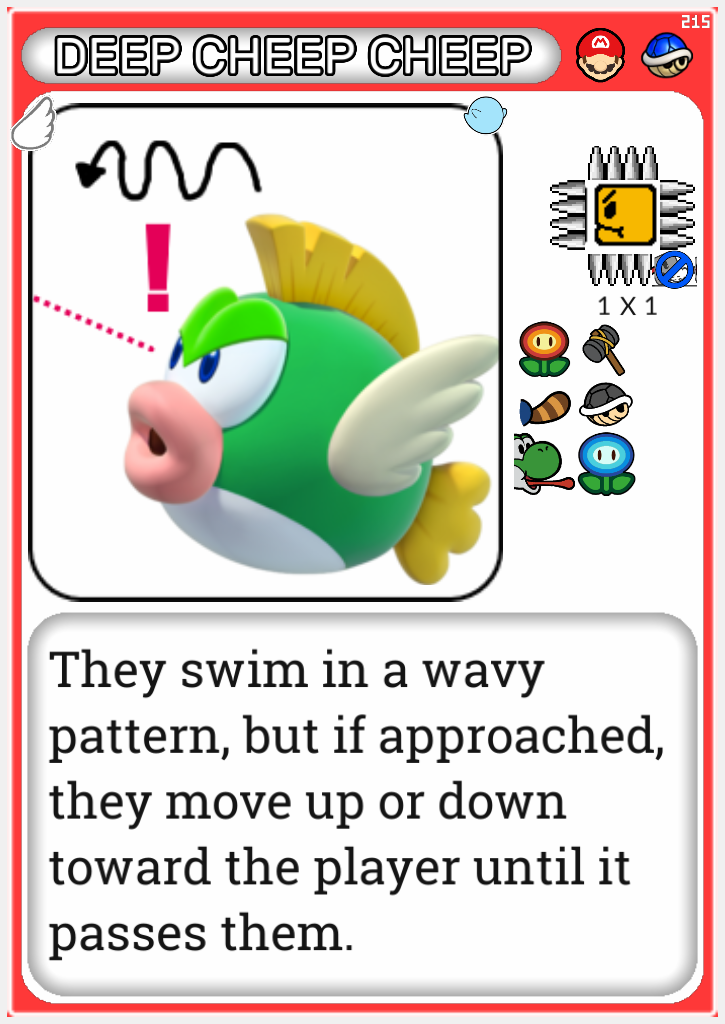 215
DEEP CHEEP CHEEP
!
1 X 1
They swim in a wavy
pattern, but if approached,
they move up or down
toward the player until it
passes them.